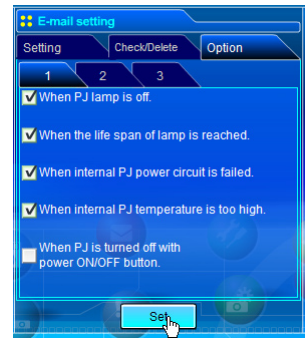 E-mail setting
Setting Check/Delete Option
1 2 3
When PJ lamp is off.
When the life span of lamp is reached.
When internal PJ power circuit is failed.
When internal PJ temperature is too high.
When PJ is turned off with
power ON/OFF button.
Set